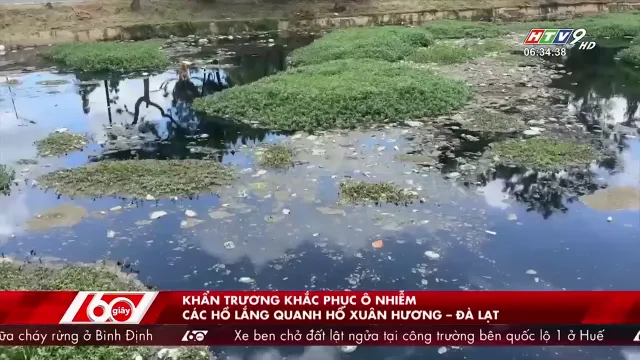 HTV9 HD
06:34:38
60 giây
KHẨN TRƯƠNG KHẮC PHỤC Ô NHIỄM
CÁC HỒ LẮNG QUANH HỒ XUÂN HƯƠNG – ĐÀ LẠT
ữa cháy rừng ở Bình Định
Xe ben chở đất lật ngửa tại công trường bên quốc lộ 1 ở Huế